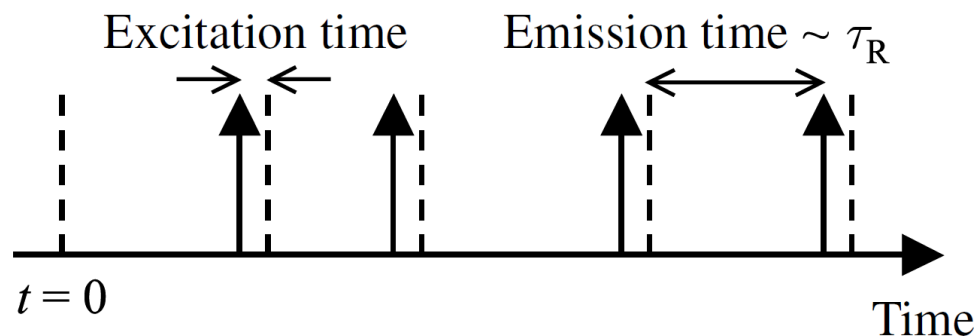 Excitation time
Emission time ~ τR
t = 0
Time